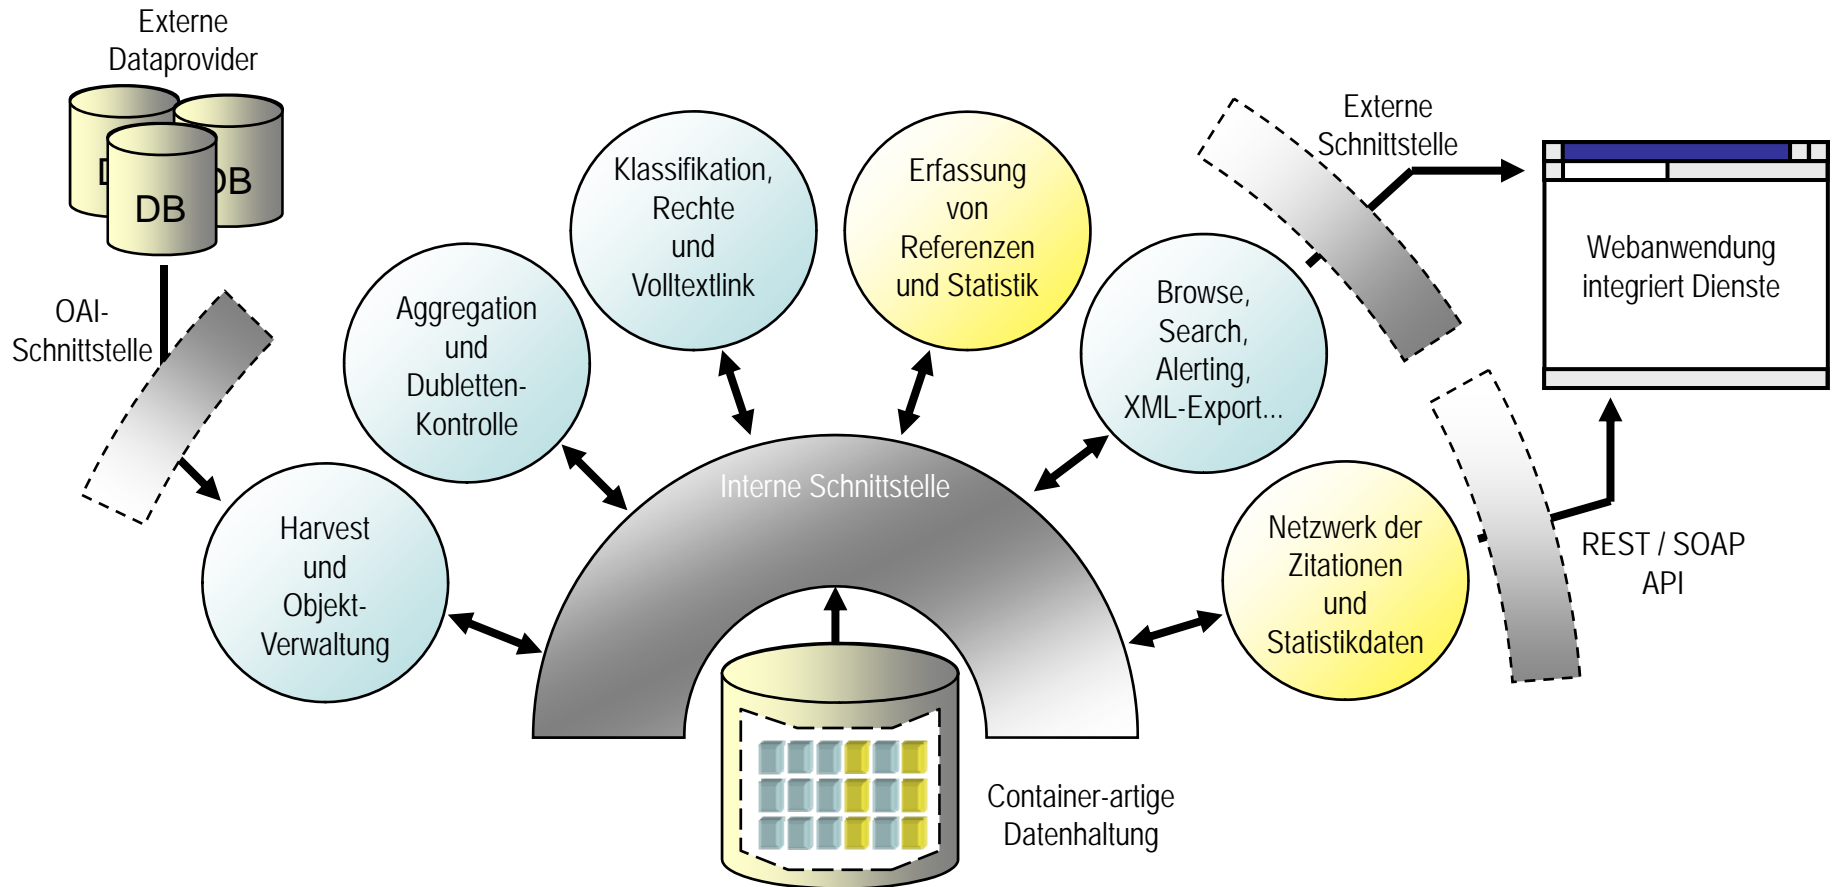 Externe
Dataprovider
DB
DB
OAI-
Schnittstelle
Harvest
und
Objekt-
Verwaltung
Aggregation
und
Dubletten-
Kontrolle
Klassifikation,
Rechte
und
Volltextlink
Erfassung
von
Referenzen
und Statistik
Browse,
Search,
Alerting,
XML-Export...
Netzwerk der
Zitationen
und
Statistikdaten
Interne Schnittstelle
Container-artige
Datenhaltung
Externe
Schnittstelle
Webanwendung
integriert Dienste
REST / SOAP
API